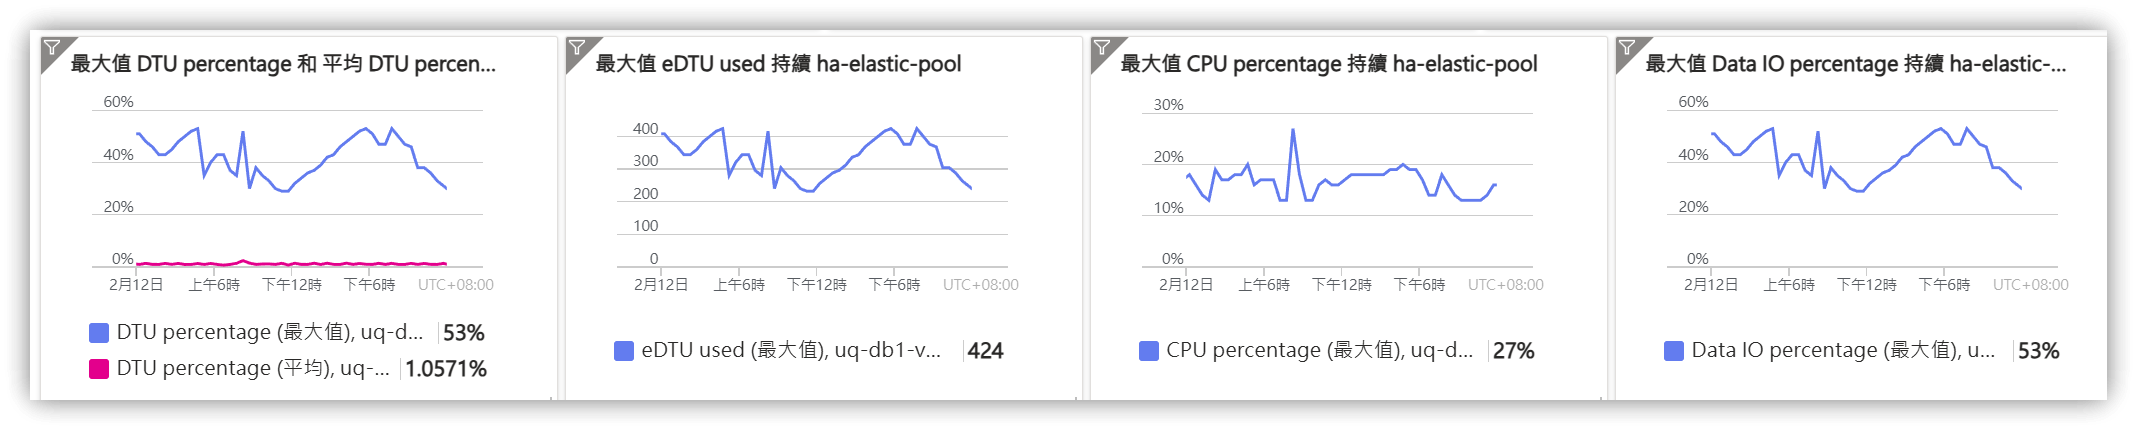 最大值 DTU percentage 和 平均 DTU percen...
60%
40%
20%
0%
2月12日 上午6時 下午12時 下午6時 UTC+08:00
DTU percentage (最大值), uq-d... 53%
DTU percentage (平均), uq-... 1.0571%
最大值 eDTU used 持續 ha-elastic-pool
400
300
200
100
0
2月12日 上午6時 下午12時 下午6時 UTC+08:00
eDTU used (最大值), uq-db1-v... 424
最大值 CPU percentage 持續 ha-elastic-pool
30%
20%
10%
0%
2月12日 上午6時 下午12時 下午6時 UTC+08:00
CPU percentage (最大值), uq-d... 27%
最大值 Data IO percentage 持續 ha-elastic-...
60%
40%
20%
0%
2月12日 上午6時 下午12時 下午6時 UTC+08:00
Data IO percentage (最大值), u... 53%